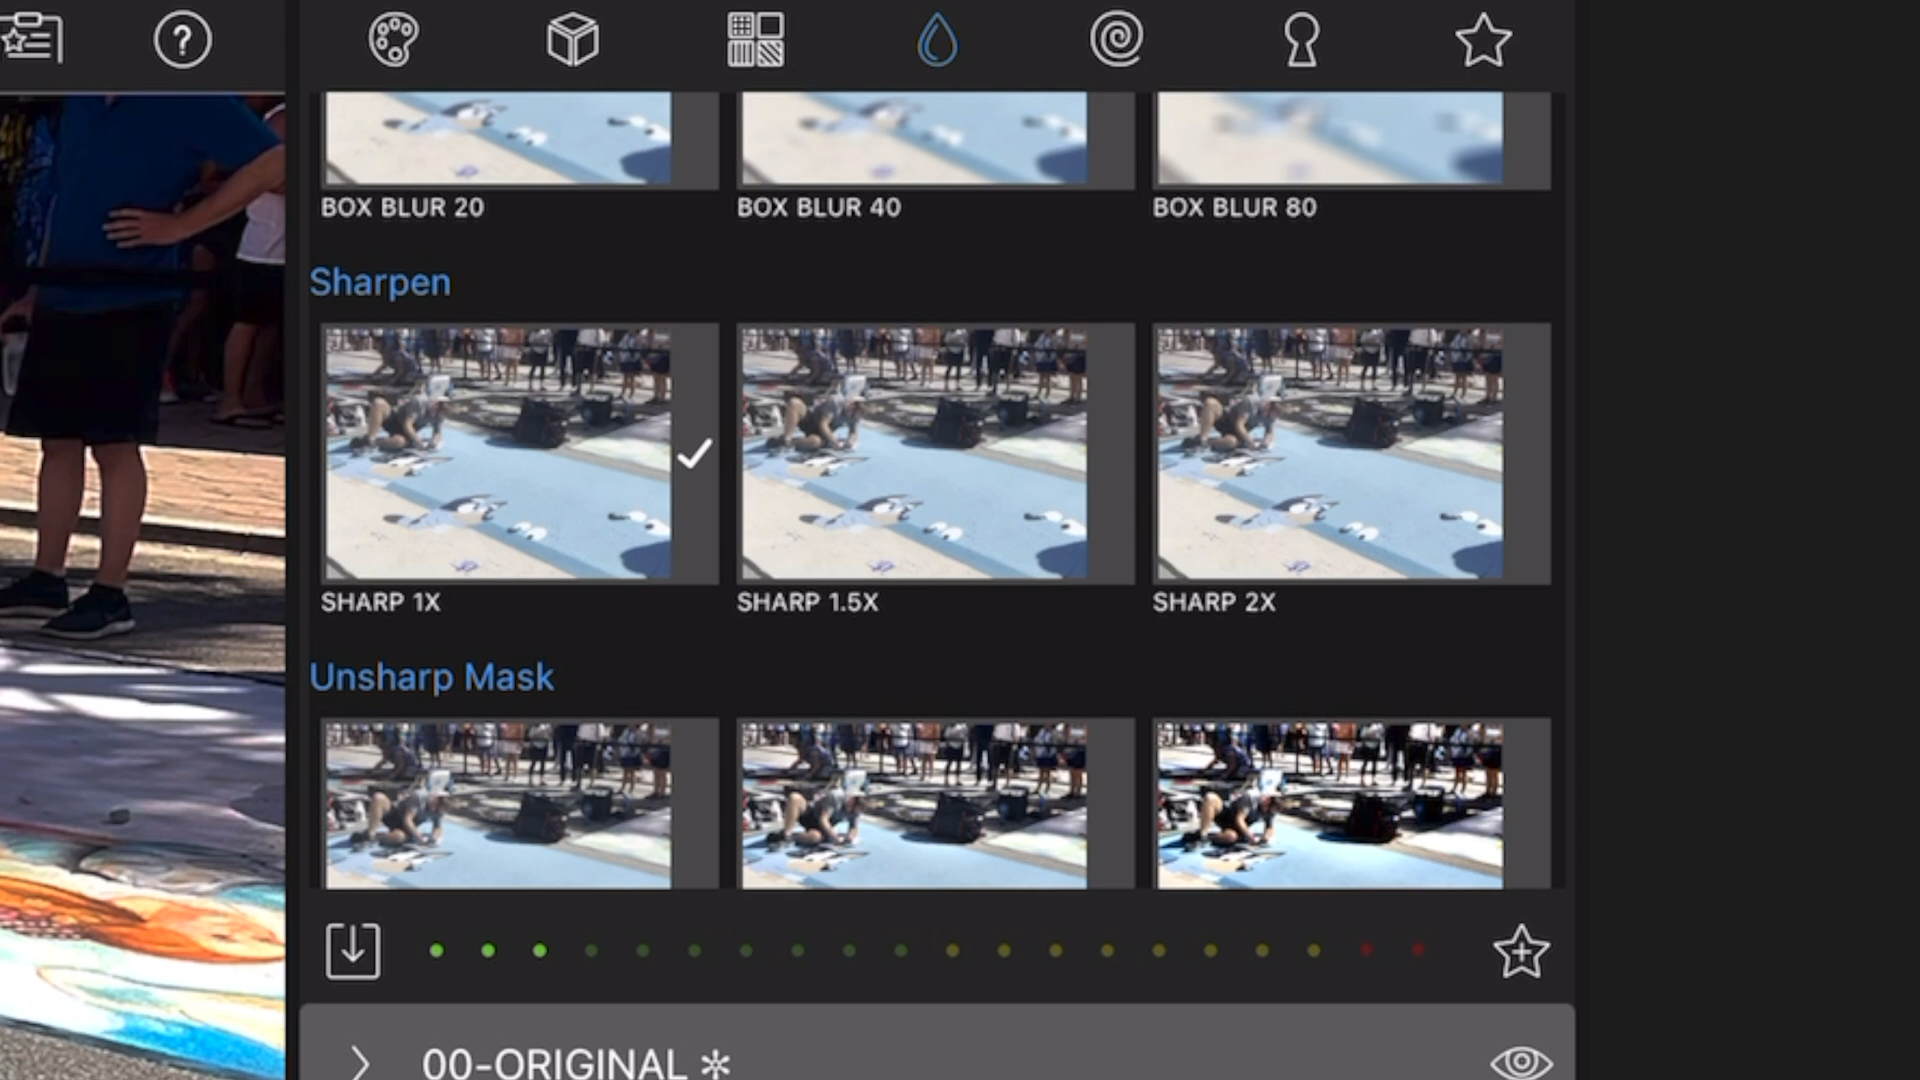 BOX BLUR 20
BOX BLUR 40
BOX BLUR 80
Sharpen
SHARP 1X
SHARP 1.5X
SHARP 2X
Unsharp Mask
00-ORIGINAL ✲